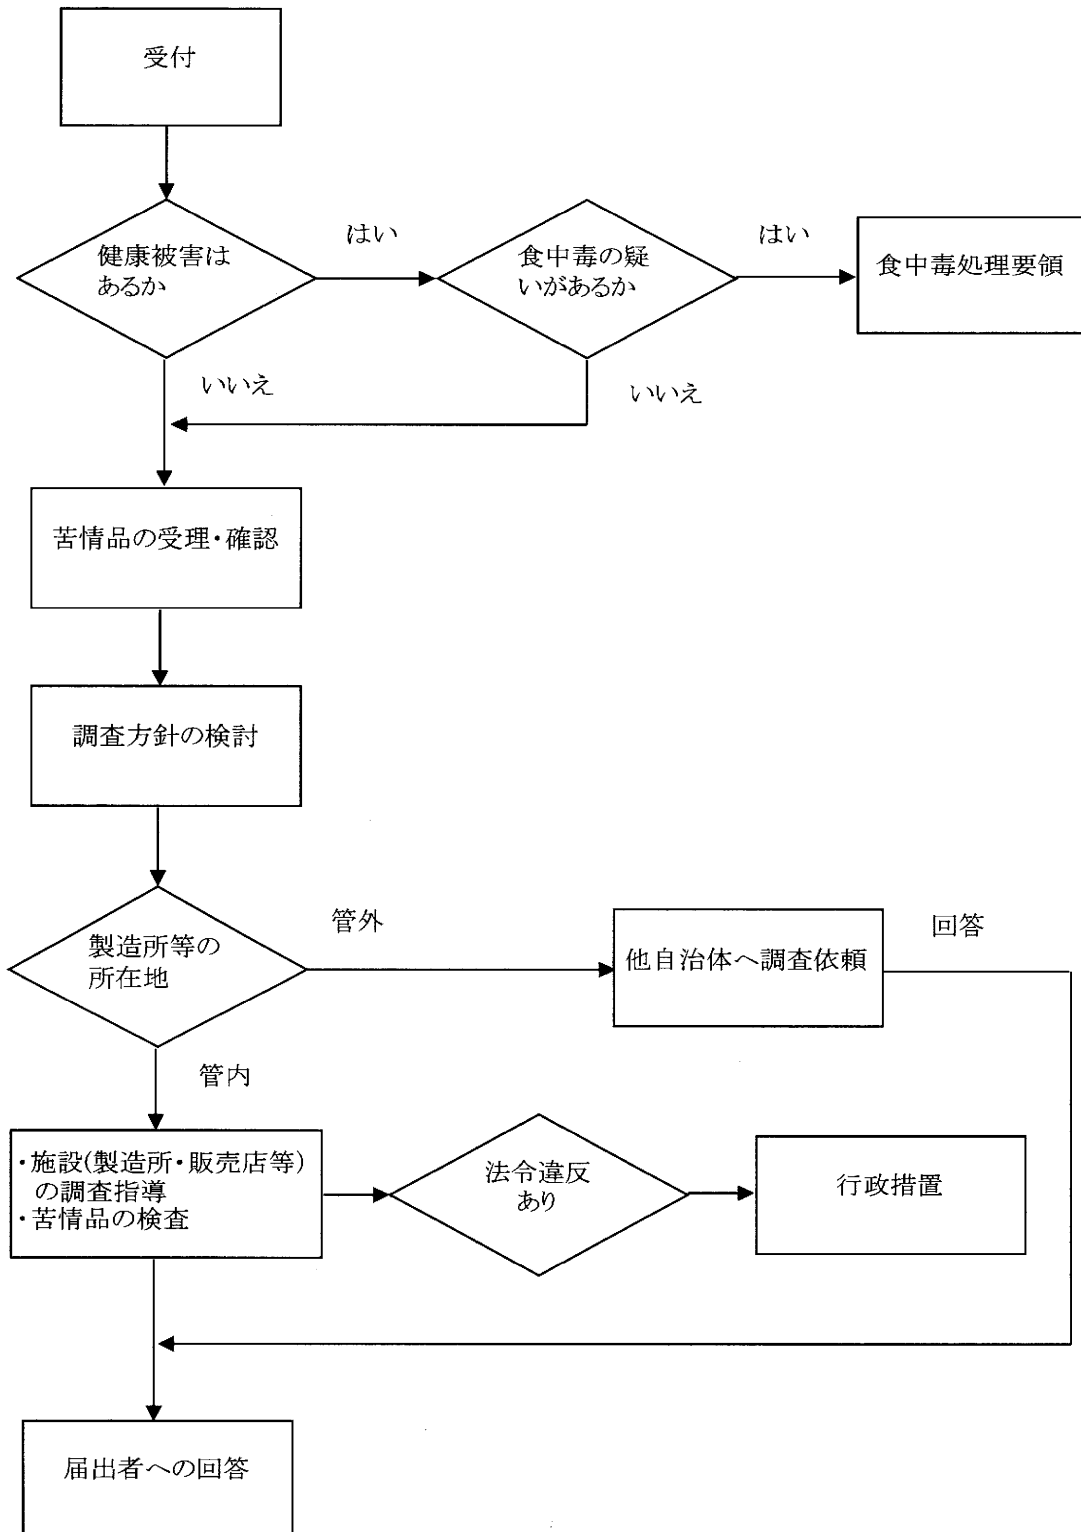 受付
健康被害は
あるか
はい
食中毒の疑
いがあるか
はい
食中毒処理要領
いいえ
いいえ
苦情品の受理・確認
調査方針の検討
製造所等の
所在地
管外
他自治体へ調査依頼
回答
管内
・施設(製造所・販売店等)
の調査指導
・苦情品の検査
法令違反
あり
行政措置
届出者への回答